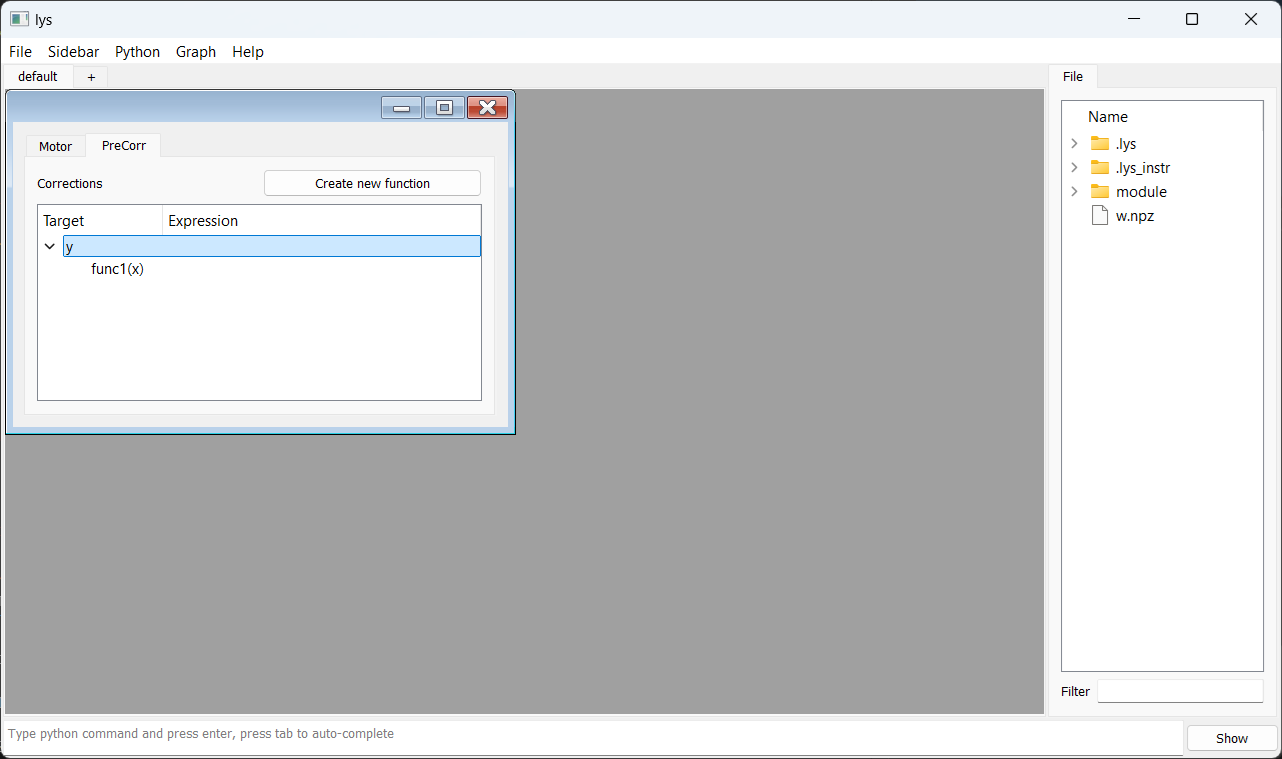 lys
File Sidebar Python Graph Help
default +
File
Motor PreCorr
Corrections Create new function
Target Expression
y
func1(x)
Name
.lys
.lys_instr
module
w.npz
Filter
Type python command and press enter, press tab to auto-complete
Show